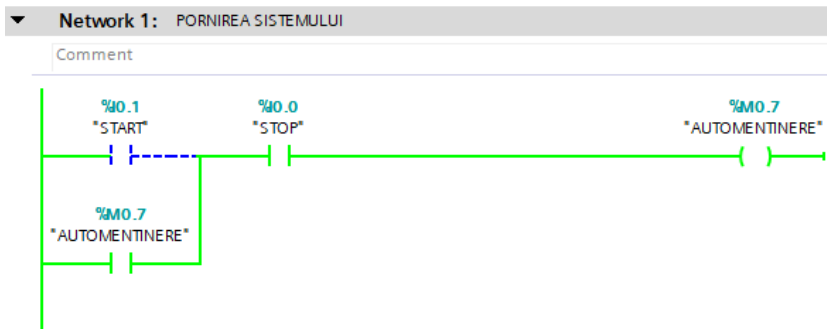 Network 1: PORNIREA SISTEMULUI
Comment
%I0.1 %I0.0 %M0.7
"START" "STOP" "AUTOMENTINERE"
%M0.7
"AUTOMENTINERE"